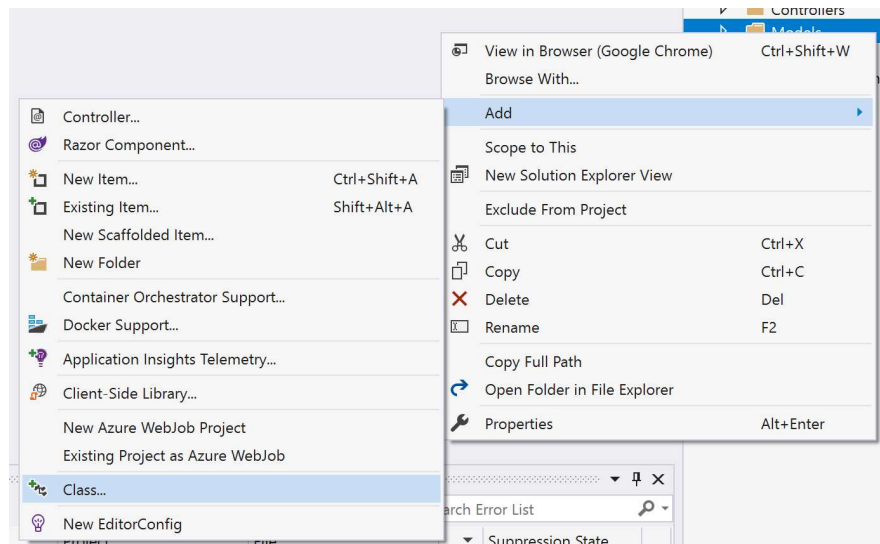 Controllers
Models
View in Browser (Google Chrome) Ctrl+Shift+W
Browse With...
Add
Scope to This
New Solution Explorer View
Exclude From Project
Cut Ctrl+X
Copy Ctrl+C
Delete Del
Rename F2
Copy Full Path
Open Folder in File Explorer
Properties Alt+Enter
Controller...
Razor Component...
New Item... Ctrl+Shift+A
Existing Item... Shift+Alt+A
New Scaffolded Item...
New Folder
Container Orchestrator Support...
Docker Support...
Application Insights Telemetry...
Client-Side Library...
New Azure WebJob Project
Existing Project as Azure WebJob
Class...
New EditorConfig
arch Error List
Project File Suppression State